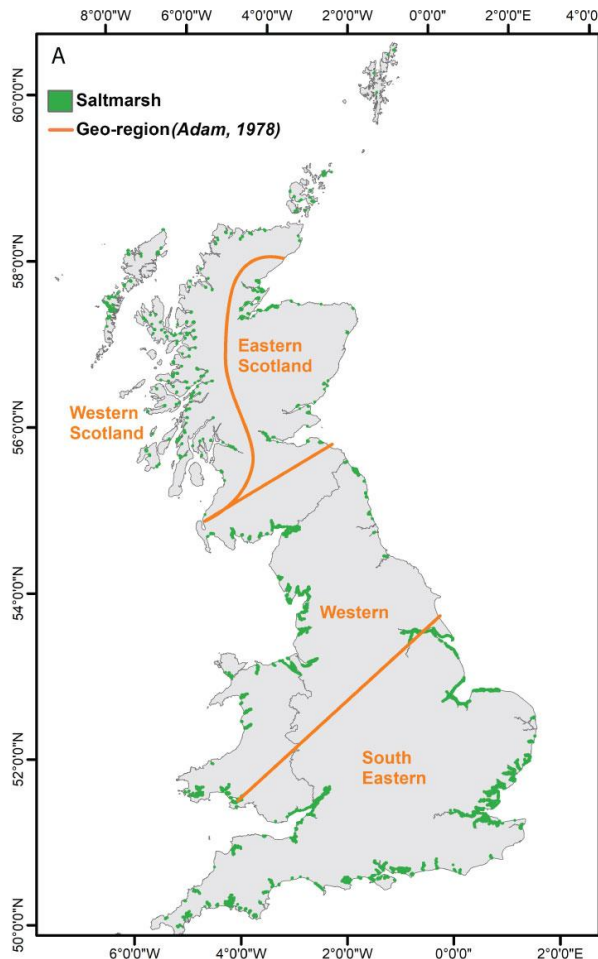 8°0'0"W 6°0'0"W 4°0'0"W 2°0'0"W 0°0'0"W 2°0'0"E 4°0'0
A
Saltmarsh
Geo-region (Adam, 1978)
60°0'0"N
58°0'0"N
56°0'0"N
54°0'0"N
52°0'0"N
50°0'0"N
Eastern
Scotland
Western
Scotland
Western
South
Eastern
6°0'0"W 4°0'0"W 2°0'0"W 0°0'0"W 2°0'0"E